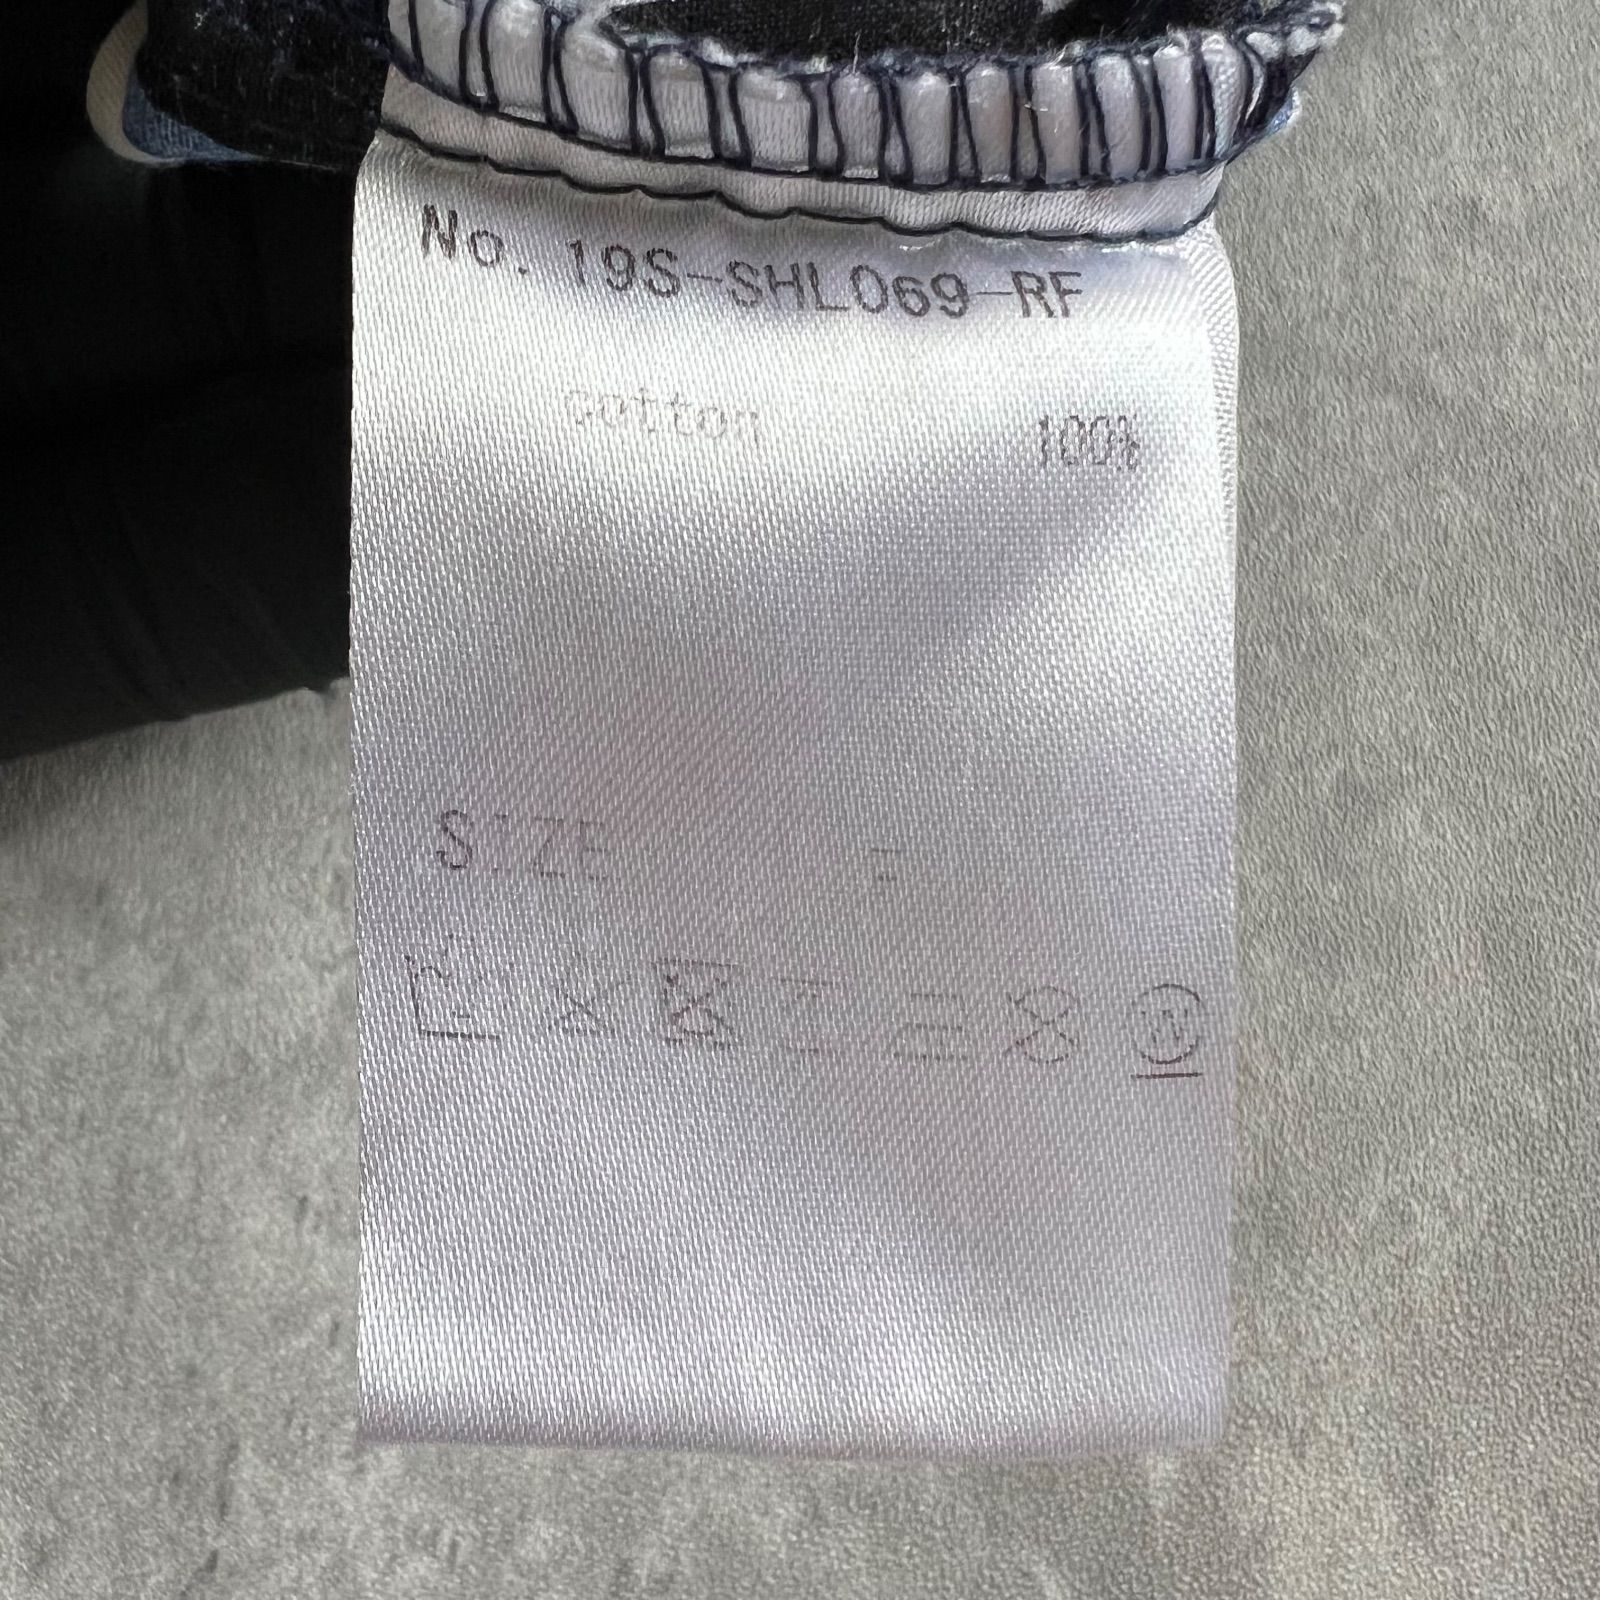 No. 19S-SHL069-RF
cotton 100%
SIZE